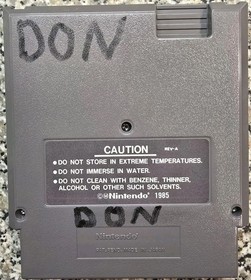 DON
CAUTION REV-A
• DO NOT STORE IN EXTREME TEMPERATURES.
• DO NOT IMMERSE IN WATER.
• DO NOT CLEAN WITH BENZENE, THINNER,
ALCOHOL OR OTHER SUCH SOLVENTS.
©®Nintendo® 1985
DON
Nintendo